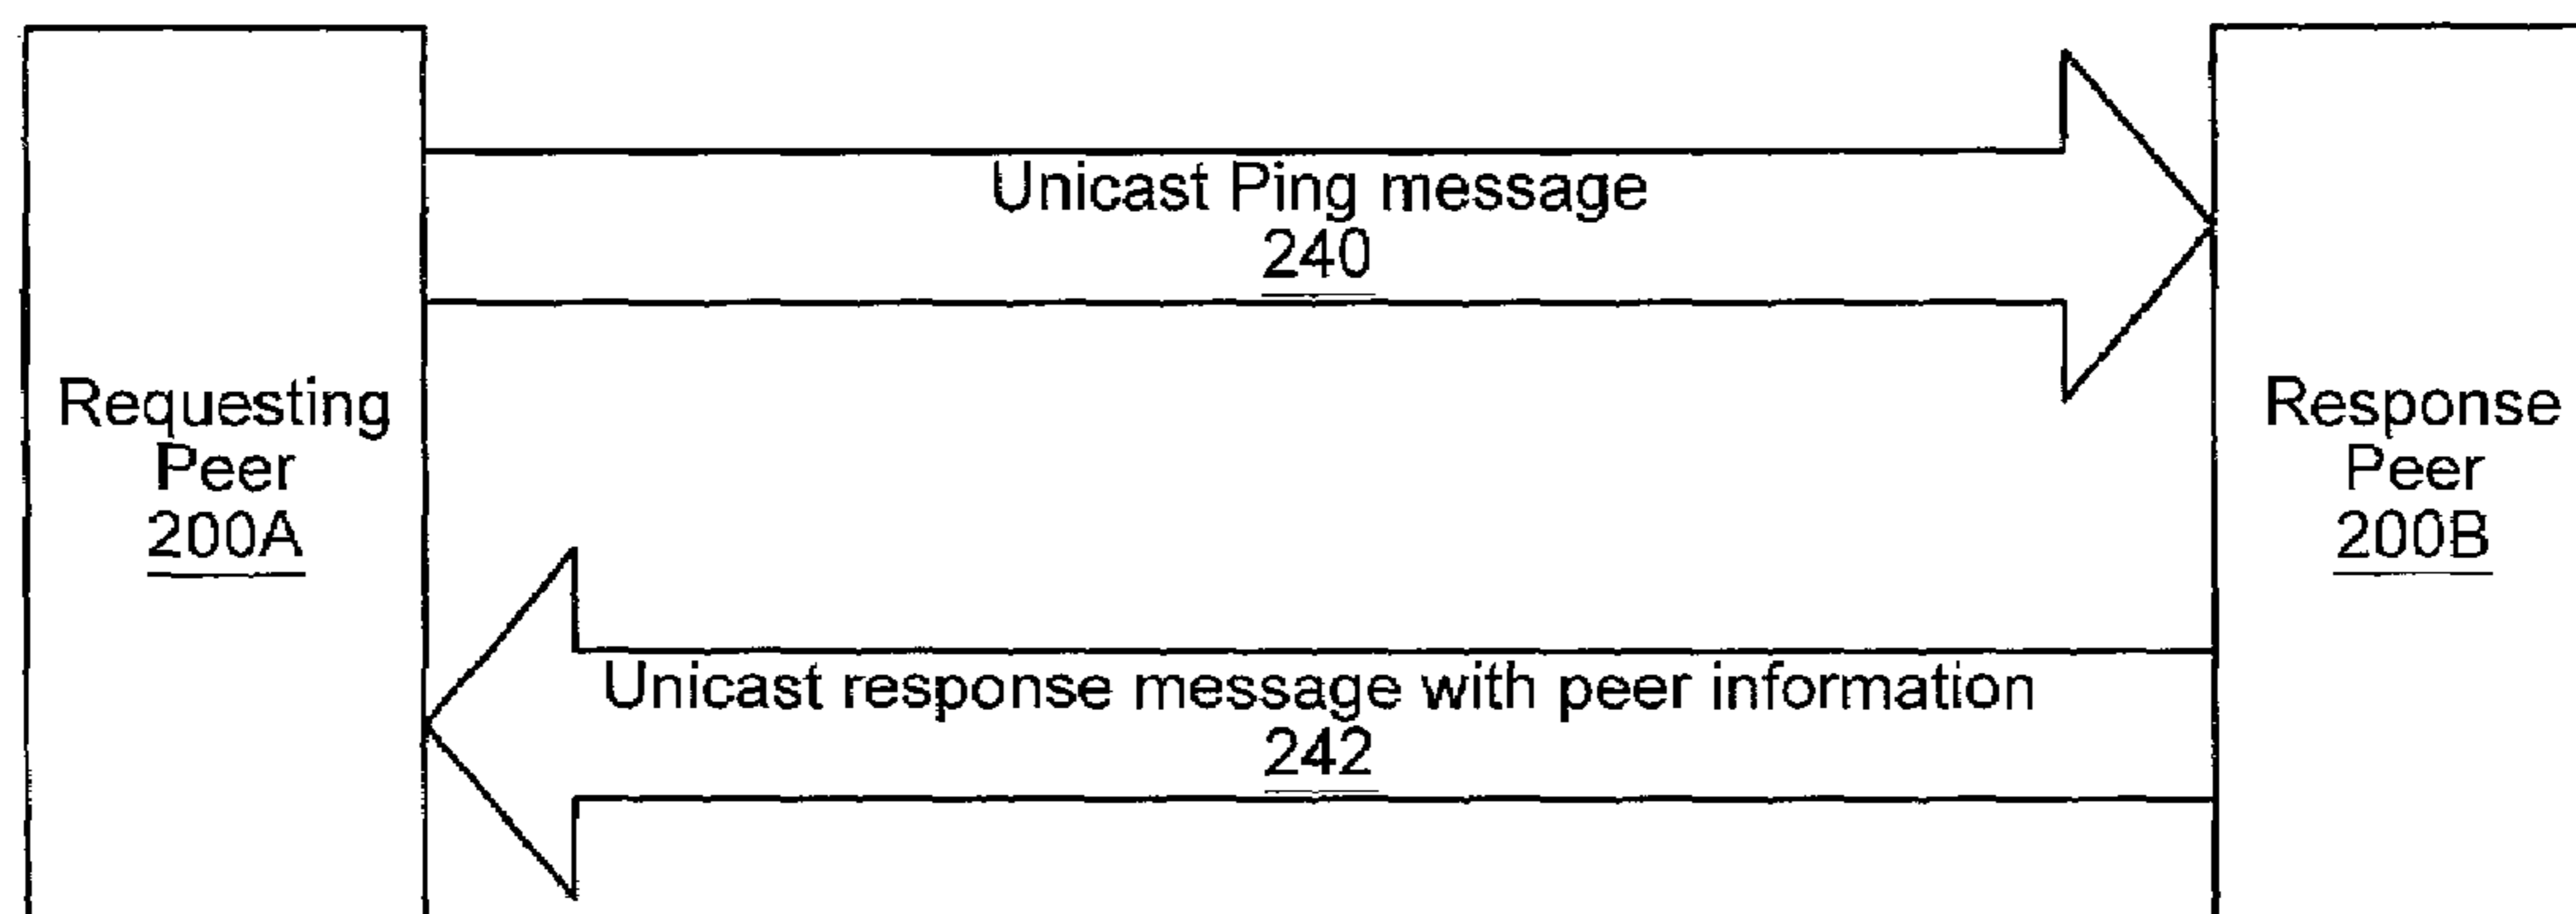 Unicast Ping message
240
Requesting
Peer
200A
Response
Peer
200B
Unicast response message with peer information
242